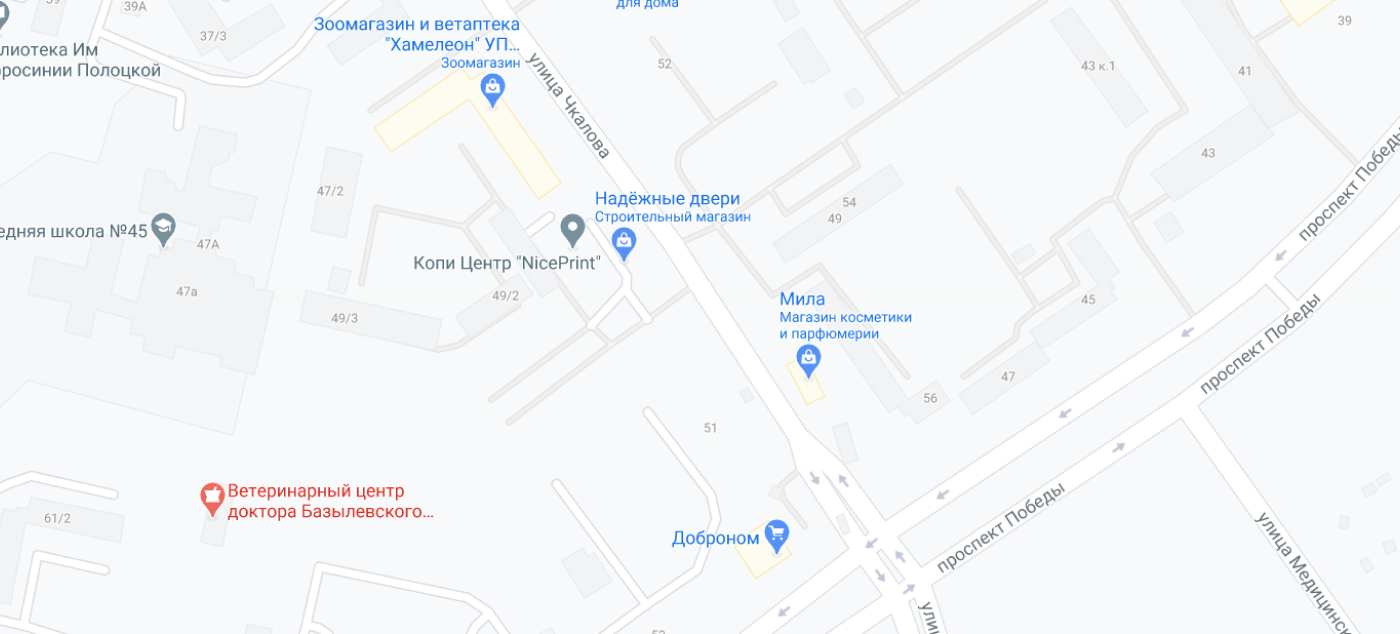 для дома
39
39А
37/3
Зоомагазин и ветаптека
"Хамелеон" УП...
Зоомагазин
39
лиотека Им
росинии Полоцкой
52
43 к.1
41
улица Чкалова
43
проспект Победы
47/2
Надёжные двери
Строительный магазин
54
49
едняя школа №45
47А
Копи Центр "NicePrint"
47а
49/2
49/3
Мила
Магазин косметики
и парфюмерии
45
проспект Победы
47
56
51
Ветеринарный центр
доктора Базылевского...
61/2
Доброном
проспект Победы
улица Медицинск
ули